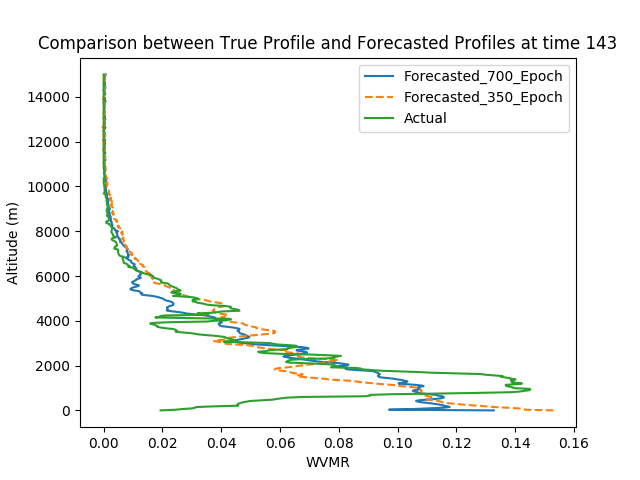 Comparison between True Profile and Forecasted Profiles at time 143
Forecasted_700_Epoch
Forecasted_350_Epoch
Actual
Altitude (m)
14000
12000
10000
8000
6000
4000
2000
0
0.00 0.02 0.04 0.06 0.08 0.10 0.12 0.14 0.16
WVMR